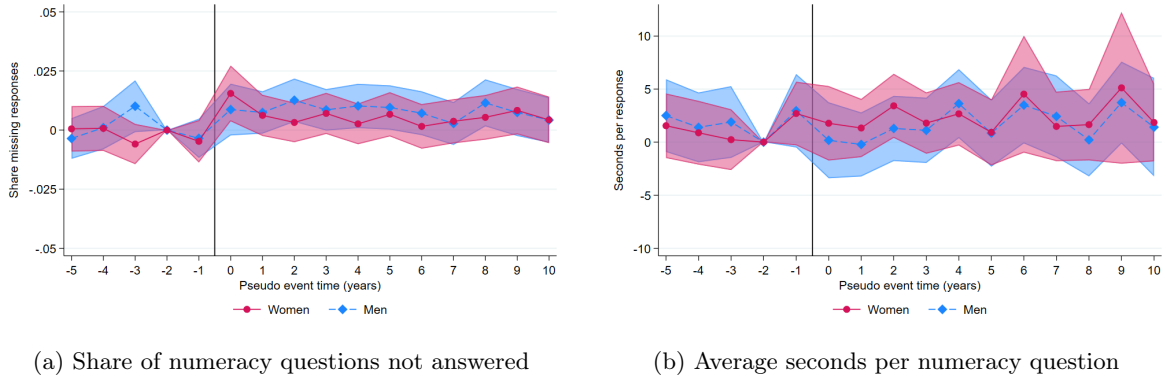 .05
.025
0
-.025
-.05
Share missing responses
-5 -4 -3 -2 -1 0 1 2 3 4 5 6 7 8 9 10
Pseudo event time (years)
Women Men
(a) Share of numeracy questions not answered
10
5
0
-5
-10
Seconds per response
-5 -4 -3 -2 -1 0 1 2 3 4 5 6 7 8 9 10
Pseudo event time (years)
Women Men
(b) Average seconds per numeracy question